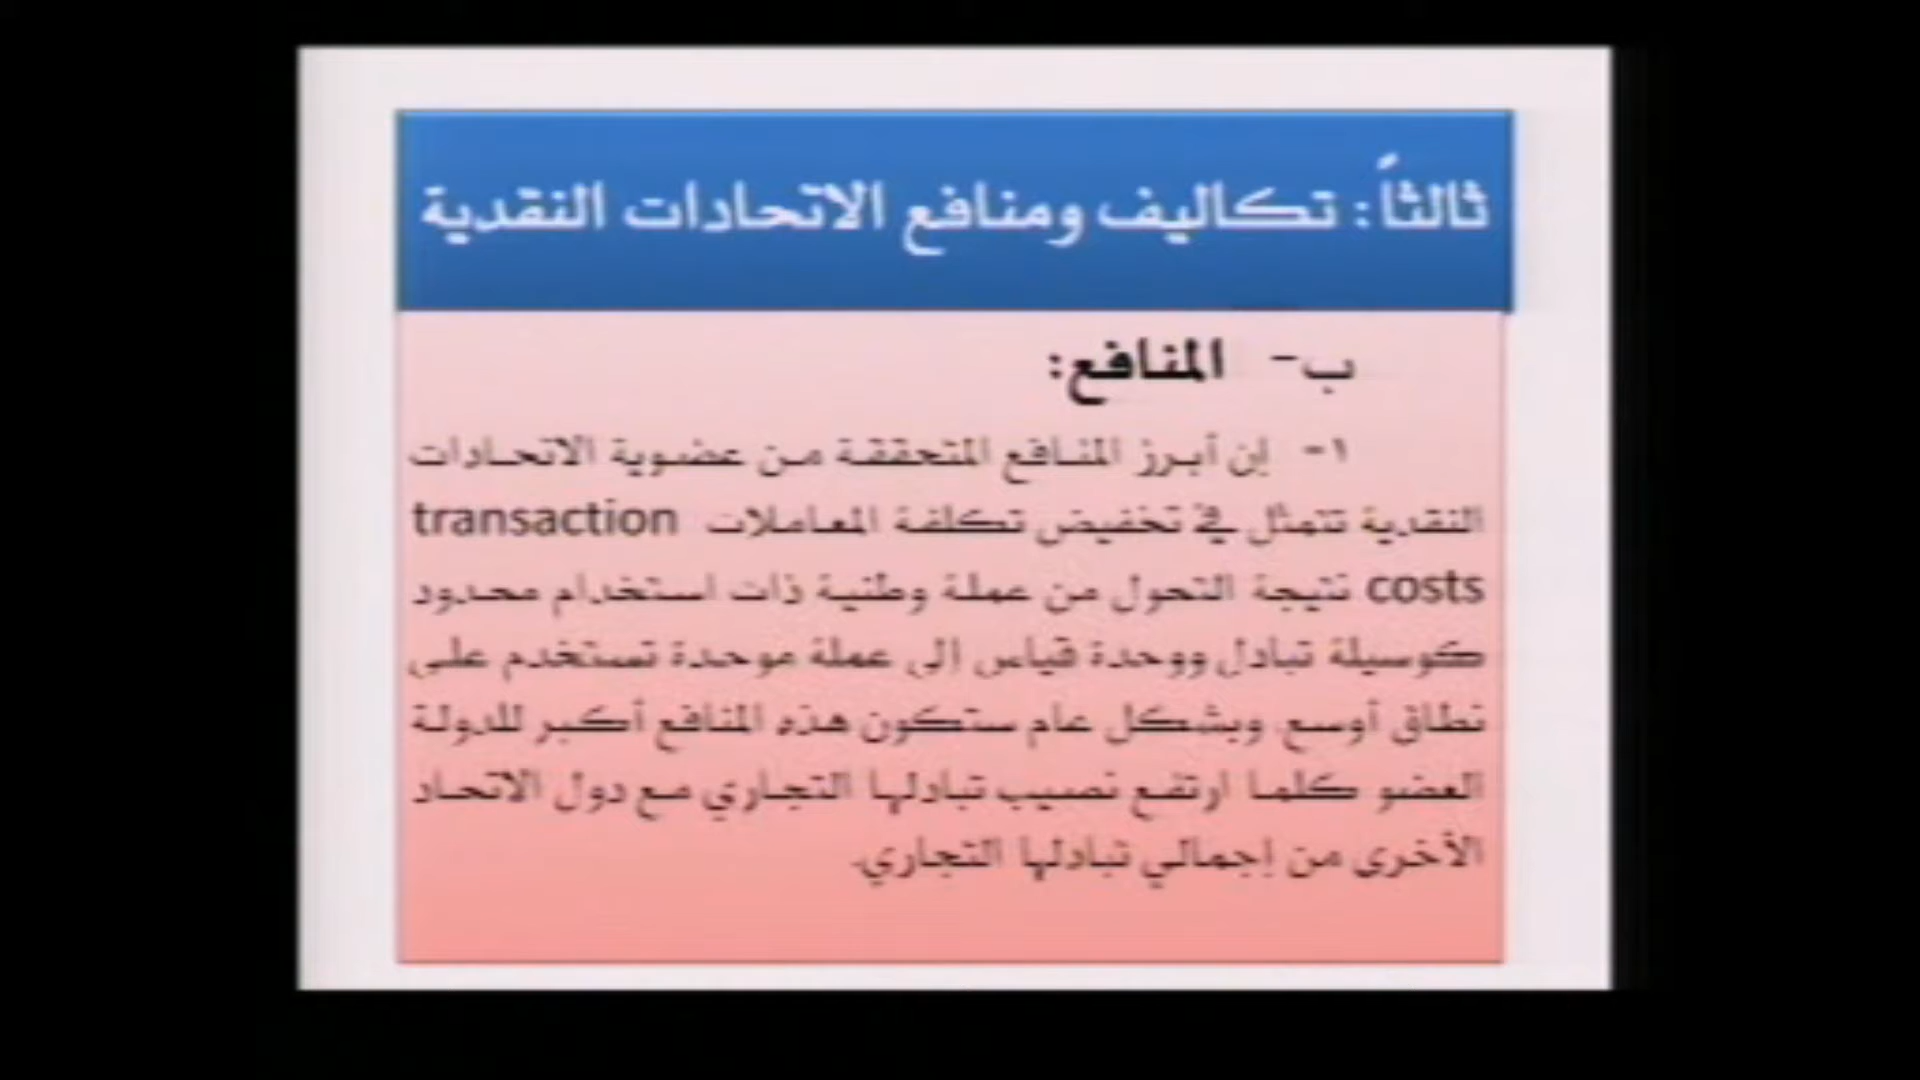 ثالثاً: تكاليف ومنافع الاتحادات النقدية
ب- المنافع:
١- إن أبرز المنافع المتحققة من عضوية الاتحادات
النقدية تتمثل في تخفيض تكلفة المعاملات transaction
costs نتيجة التحول من عملة وطنية ذات استخدام محدود
كوسيلة تبادل ووحدة قياس إلى عملة موحدة تستخدم على
نطاق أوسع. وبشكل عام ستكون هذه المنافع أكبر للدولة
العضو كلما ارتفع نصيب تبادلها التجاري مع دول الاتحاد
الأخرى من إجمالي تبادلها التجاري.